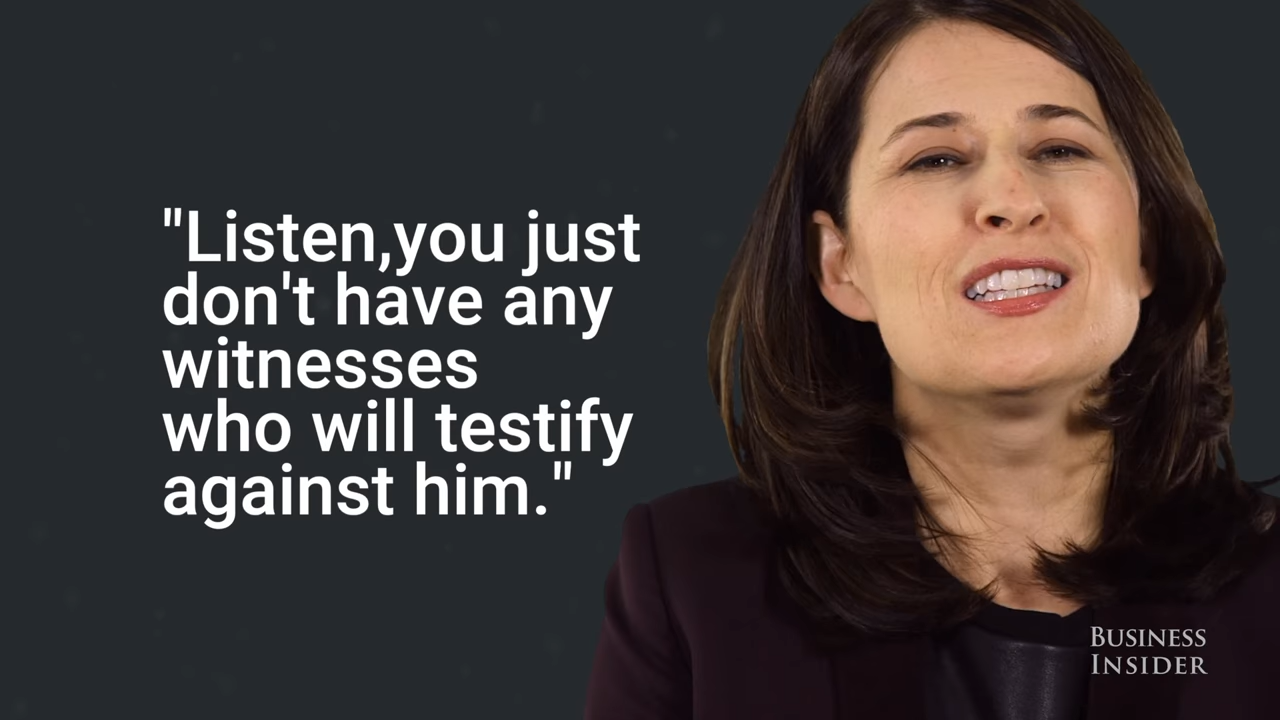 "Listen,you just
don't have any
witnesses
who will testify
against him."
BUSINESS
INSIDER